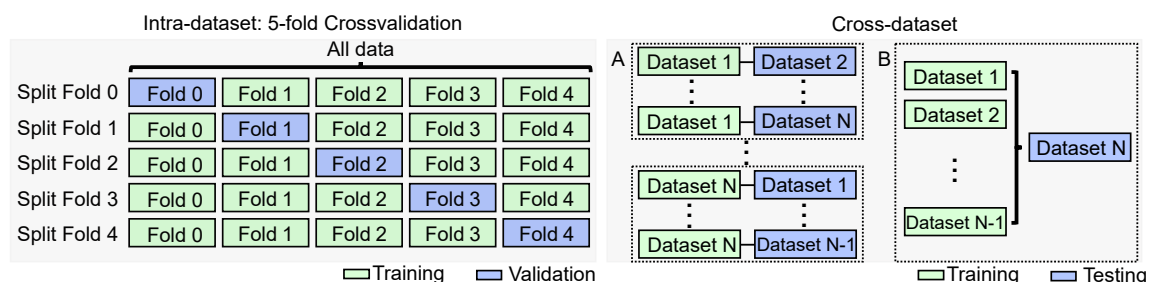 Intra-dataset: 5-fold Crossvalidation
All data
Split Fold 0 Fold 0 Fold 1 Fold 2 Fold 3 Fold 4
Split Fold 1 Fold 0 Fold 1 Fold 2 Fold 3 Fold 4
Split Fold 2 Fold 0 Fold 1 Fold 2 Fold 3 Fold 4
Split Fold 3 Fold 0 Fold 1 Fold 2 Fold 3 Fold 4
Split Fold 4 Fold 0 Fold 1 Fold 2 Fold 3 Fold 4
Training Validation
Cross-dataset
A
Dataset 1 Dataset 2
Dataset 1 Dataset N
Dataset N Dataset 1
Dataset N Dataset N-1
B
Dataset 1
Dataset 2
Dataset N
Dataset N-1
Training Testing